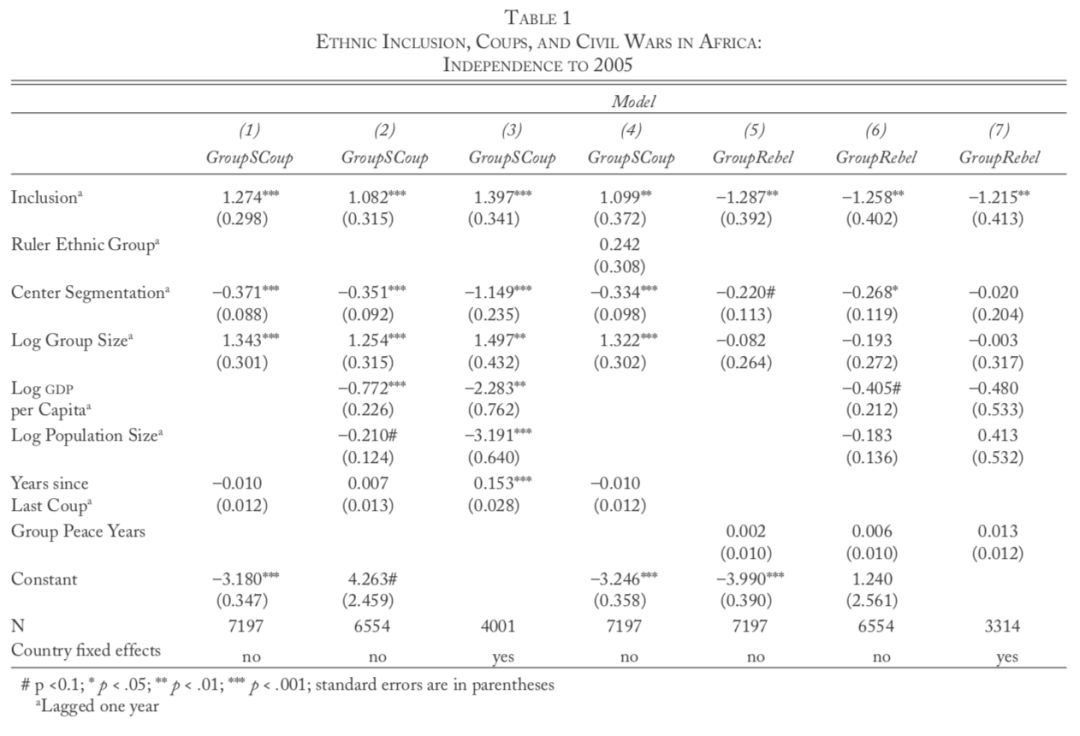 TABLE 1
ETHNIC INCLUSION, COUPS, AND CIVIL WARS IN AFRICA:
INDEPENDENCE TO 2005
Model
(1) (2) (3) (4) (5) (6) (7)
GroupSCoup GroupSCoup GroupSCoup GroupSCoup GroupRebel GroupRebel GroupRebel
Inclusionᵃ 1.274*** 1.082*** 1.397*** 1.099** −1.287** −1.258** −1.215**
(0.298) (0.315) (0.341) (0.372) (0.392) (0.402) (0.413)
Ruler Ethnic Groupᵃ 0.242
(0.308)
Center Segmentationᵃ −0.371*** −0.351*** −1.149*** −0.334*** −0.220# −0.268* −0.020
(0.088) (0.092) (0.235) (0.098) (0.113) (0.119) (0.204)
Log Group Sizeᵃ 1.343*** 1.254*** 1.497** 1.322*** −0.082 −0.193 −0.003
(0.301) (0.315) (0.432) (0.302) (0.264) (0.272) (0.317)
Log GDP −0.772*** −2.283** −0.405# −0.480
per Capitaᵃ (0.226) (0.762) (0.212) (0.533)
Log Population Sizeᵃ −0.210# −3.191*** −0.183 0.413
(0.124) (0.640) (0.136) (0.532)
Years since −0.010 0.007 0.153*** −0.010
Last Coupᵃ (0.012) (0.013) (0.028) (0.012)
Group Peace Years 0.002 0.006 0.013
(0.010) (0.010) (0.012)
Constant −3.180*** 4.263# −3.246*** −3.990*** 1.240
(0.347) (2.459) (0.358) (0.390) (2.561)
N 7197 6554 4001 7197 7197 6554 3314
Country fixed effects no no yes no no no yes
# p <0.1; * p < .05; ** p < .01; *** p < .001; standard errors are in parentheses
ᵃLagged one year